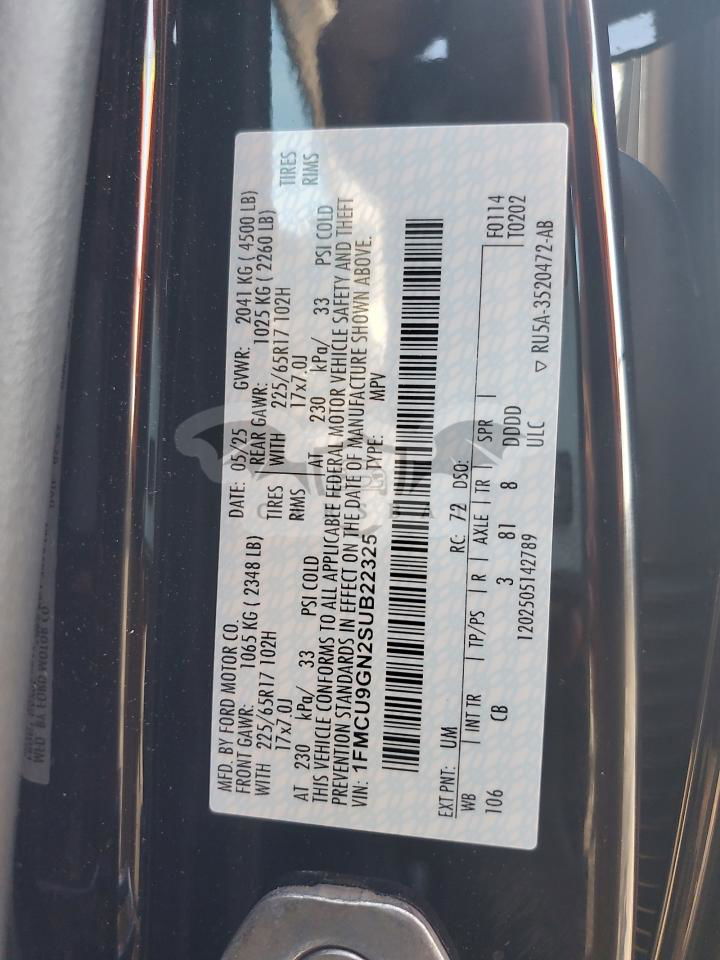 MFD. BY FORD MOTOR CO.
DATE: 05/25 GVWR: 2041 KG ( 4500 LB)
FRONT GAWR: 1065 KG ( 2348 LB)
REAR GAWR: 1025 KG ( 2260 LB)
WITH 225/65R17 102H TIRES
WITH 225/65R17 102H TIRES
17x7.0J RIMS
17x7.0J RIMS
AT 230 kPa/ 33 PSI COLD
AT 230 kPa/ 33 PSI COLD
THIS VEHICLE CONFORMS TO ALL APPLICABLE FEDERAL MOTOR VEHICLE SAFETY AND THEFT
PREVENTION STANDARDS IN EFFECT ON THE DATE OF MANUFACTURE SHOWN ABOVE.
VIN: 1FMCU9GN2SUB22325 TYPE: MPV
EXT PNT: UM RC: 72 DSO: F0114
T0202
WB INT TR TP/PS R AXLE TR SPR
106 CB 3 81 8 DDDD
1202505142789 ULC
▽ RU5A-3520472-AB